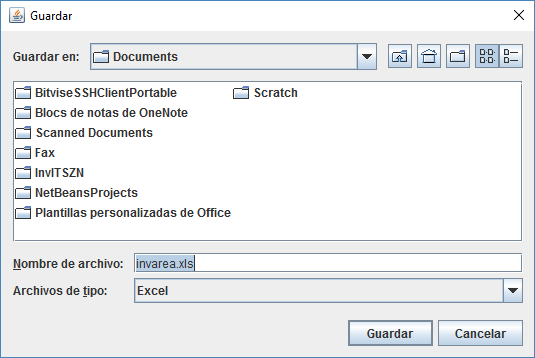 Guardar
Guardar en: Documents
BitviseSSHClientPortable Scratch
Blocs de notas de OneNote
Scanned Documents
Fax
InvITSZN
NetBeansProjects
Plantillas personalizadas de Office
Nombre de archivo: invarea.xls
Archivos de tipo: Excel
Guardar Cancelar